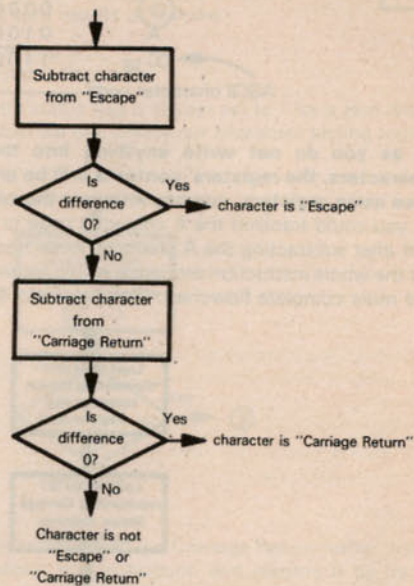 Subtract character
from "Escape"
Is
difference
0?
Yes
character is "Escape"
No
Subtract character
from
"Carriage Return"
Is
difference
0?
Yes
character is "Carriage Return"
No
Character is not
"Escape" or
"Carriage Return"